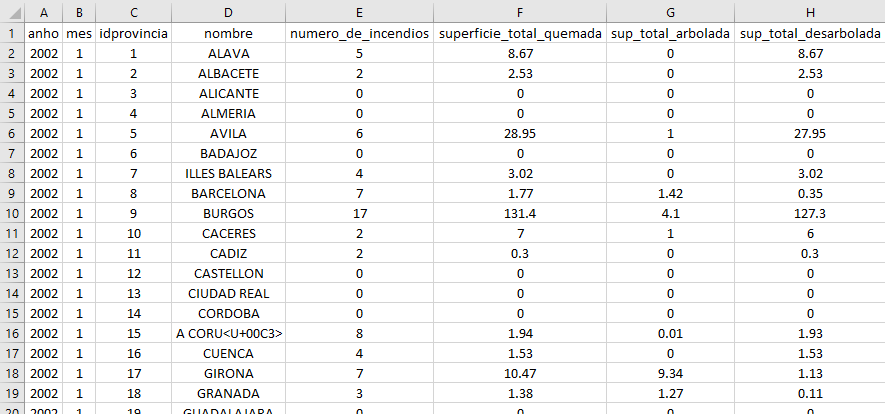 A B C D E F G H
1 anho mes idprovincia nombre numero_de_incendios superficie_total_quemada sup_total_arbolada sup_total_desarbolada
2 2002 1 1 ALAVA 5 8.67 0 8.67
3 2002 1 2 ALBACETE 2 2.53 0 2.53
4 2002 1 3 ALICANTE 0 0 0 0
5 2002 1 4 ALMERIA 0 0 0 0
6 2002 1 5 AVILA 6 28.95 1 27.95
7 2002 1 6 BADAJOZ 0 0 0 0
8 2002 1 7 ILLES BALEARS 4 3.02 0 3.02
9 2002 1 8 BARCELONA 7 1.77 1.42 0.35
10 2002 1 9 BURGOS 17 131.4 4.1 127.3
11 2002 1 10 CACERES 2 7 1 6
12 2002 1 11 CADIZ 2 0.3 0 0.3
13 2002 1 12 CASTELLON 0 0 0 0
14 2002 1 13 CIUDAD REAL 0 0 0 0
15 2002 1 14 CORDOBA 0 0 0 0
16 2002 1 15 A CORU<U+00C3> 8 1.94 0.01 1.93
17 2002 1 16 CUENCA 4 1.53 0 1.53
18 2002 1 17 GIRONA 7 10.47 9.34 1.13
19 2002 1 18 GRANADA 3 1.38 1.27 0.11
20 2002 1 19 GUADALAJARA 0 0 0 0